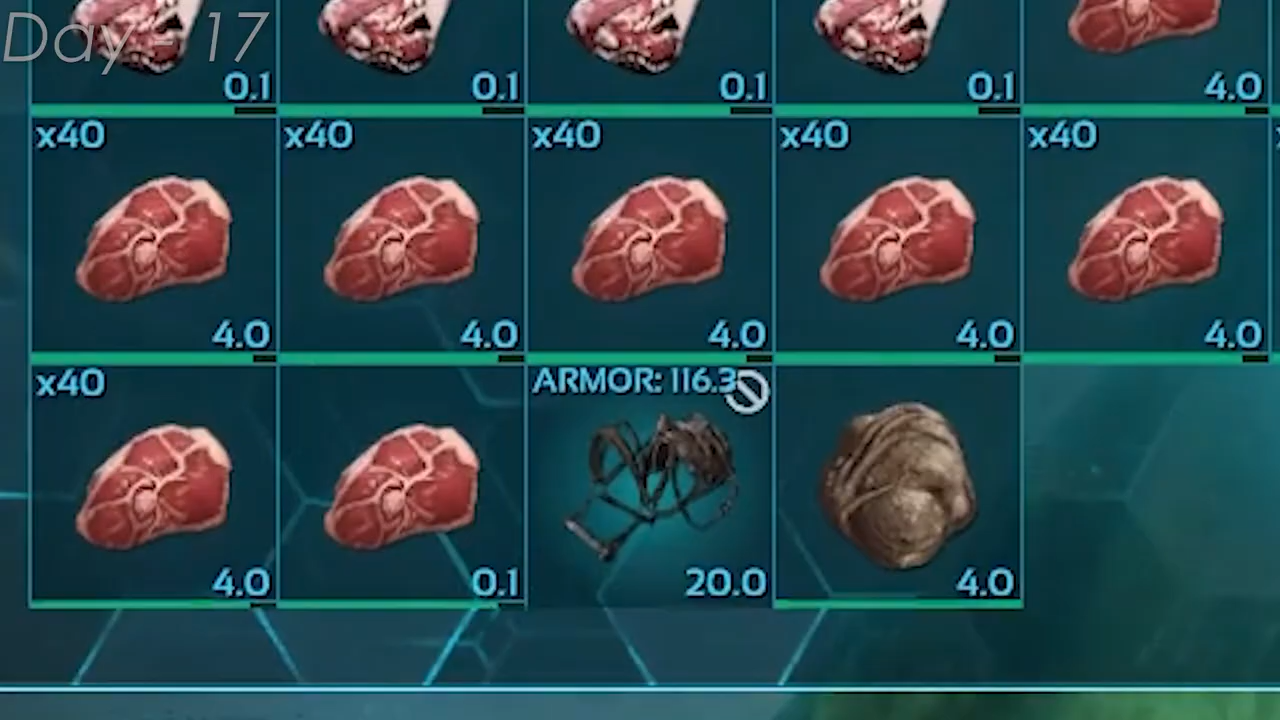 Day - 17
0.1 0.1 0.1 0.1 4.0
x40 x40 x40 x40 x40
4.0 4.0 4.0 4.0 4.0
x40 ARMOR: 116.3
4.0 0.1 20.0 4.0